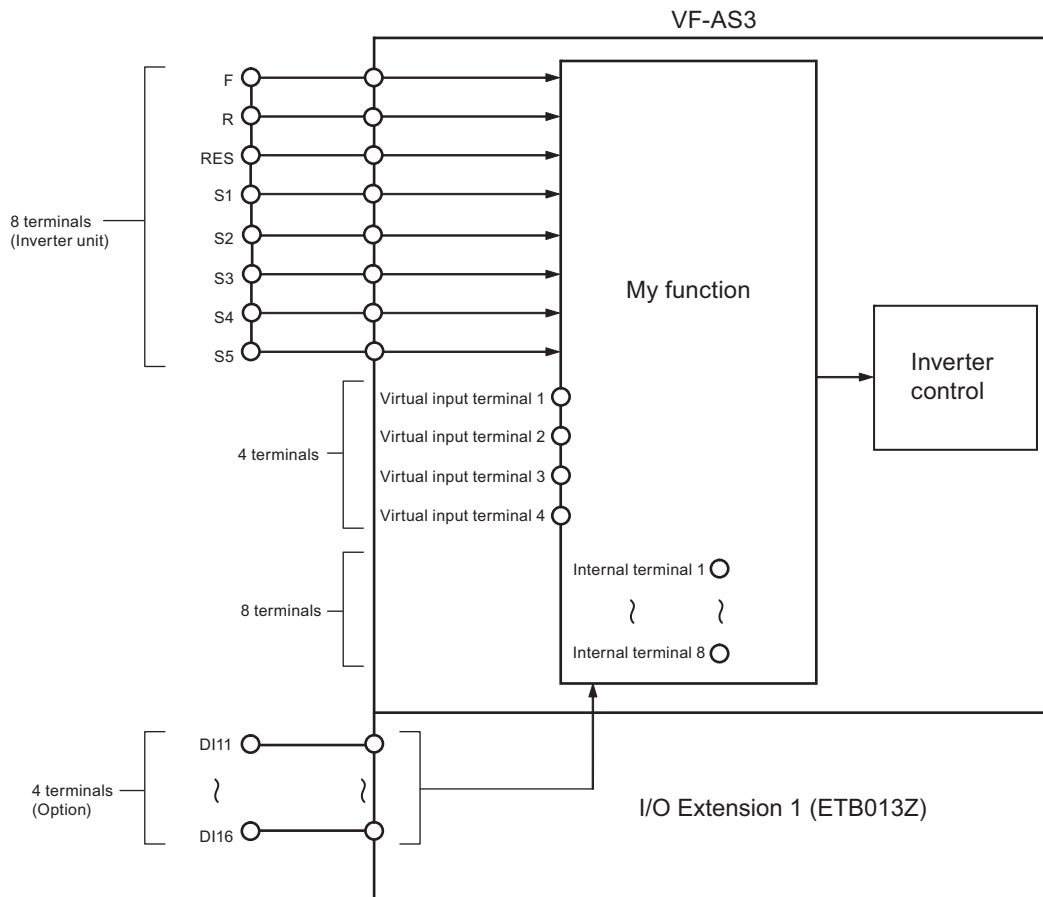 VF-AS3
F
R
RES
S1
S2
S3
S4
S5
8 terminals
(Inverter unit)
My function
Inverter
control
Virtual input terminal 1
Virtual input terminal 2
Virtual input terminal 3
Virtual input terminal 4
4 terminals
Internal terminal 1
Internal terminal 8
8 terminals
DI11
DI16
4 terminals
(Option)
I/O Extension 1 (ETB013Z)